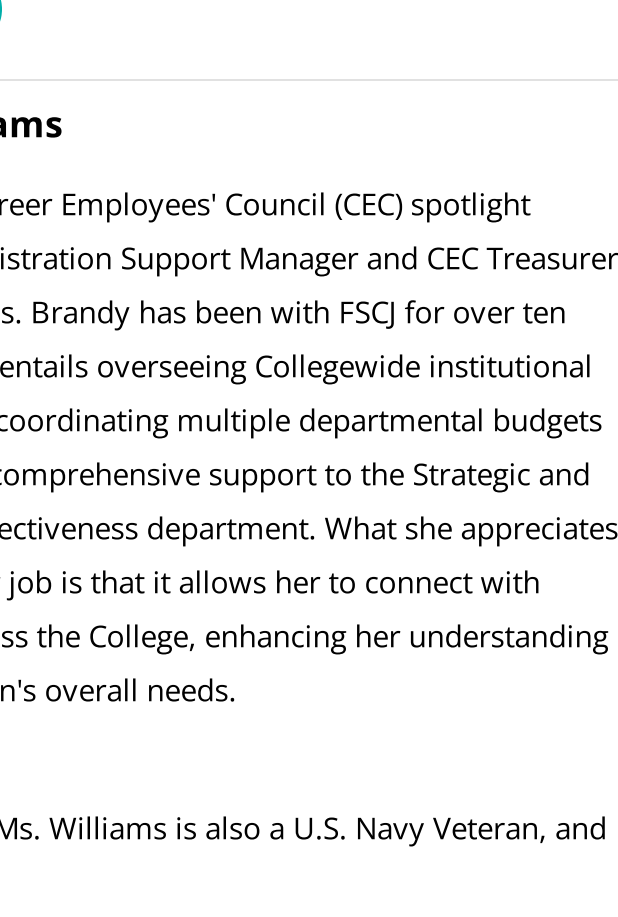 ams
reer Employees' Council (CEC) spotlight
istration Support Manager and CEC Treasurer
s. Brandy has been with FSCJ for over ten
entails overseeing Collegewide institutional
coordinating multiple departmental budgets
comprehensive support to the Strategic and
ectiveness department. What she appreciates
job is that it allows her to connect with
ss the College, enhancing her understanding
n's overall needs.
Ms. Williams is also a U.S. Navy Veteran, and